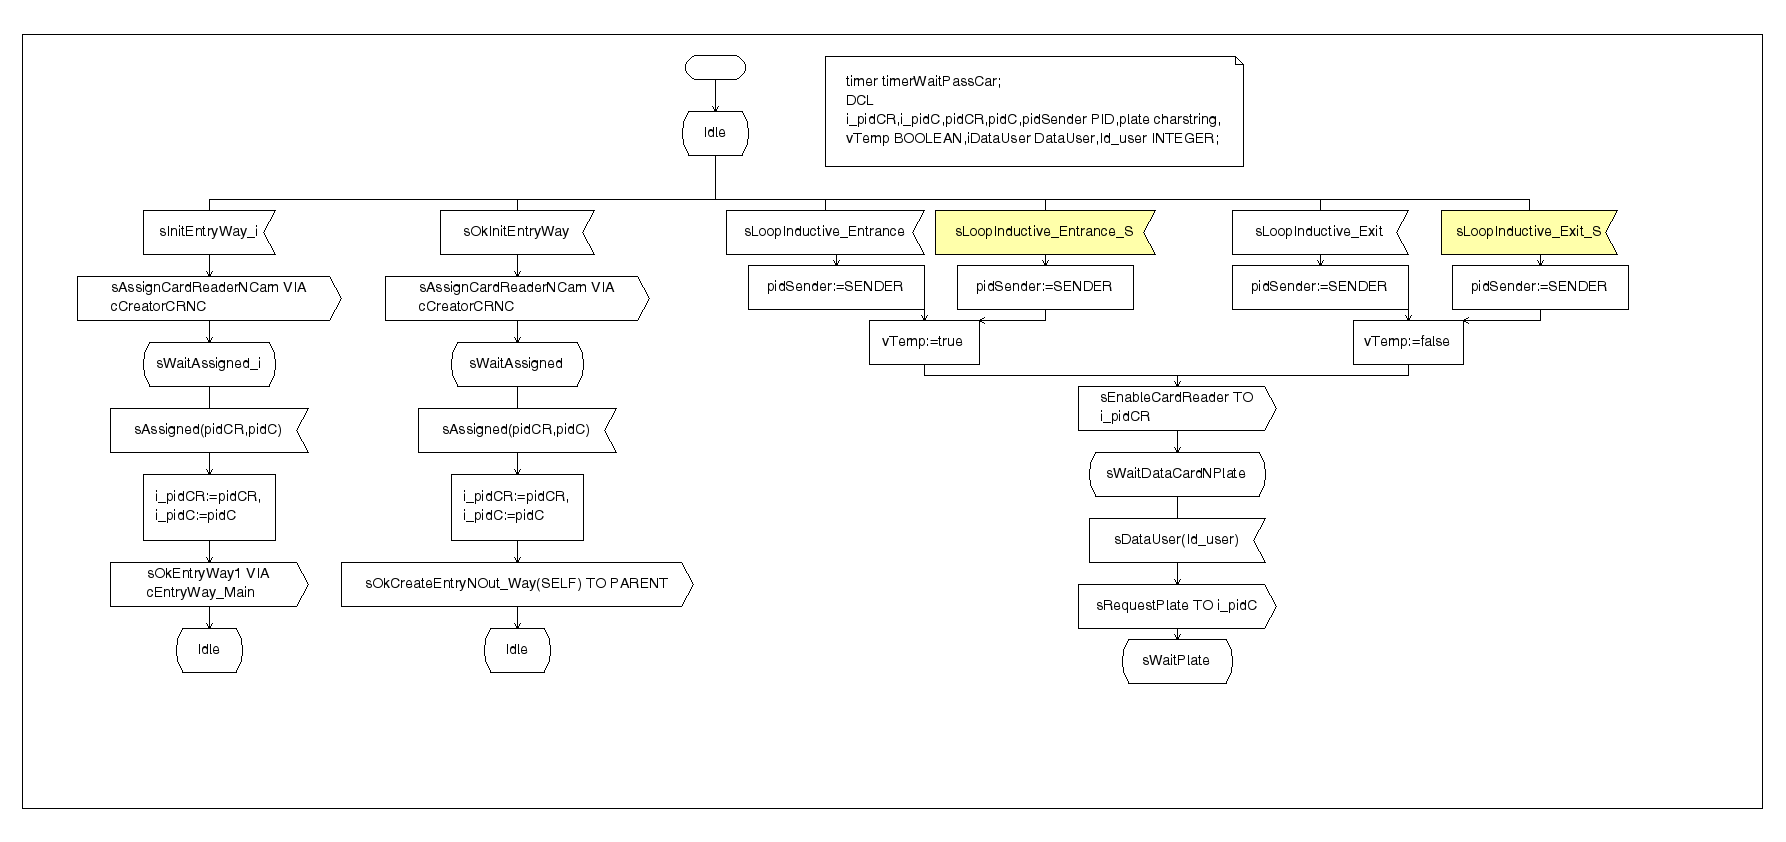 timer timerWaitPassCar;
DCL
i_pidCR,i_pidC,pidCR,pidC,pidSender PID,plate charstring,
vTemp BOOLEAN,iDataUser DataUser,Id_user INTEGER;
Idle
sInitEntryWay_i
sOkInitEntryWay
sLoopInductive_Entrance
sLoopInductive_Entrance_S
sLoopInductive_Exit
sLoopInductive_Exit_S
sAssignCardReaderNCam VIA
cCreatorCRNC
sAssignCardReaderNCam VIA
cCreatorCRNC
pidSender:=SENDER
pidSender:=SENDER
pidSender:=SENDER
pidSender:=SENDER
vTemp:=true
vTemp:=false
sWaitAssigned_i
sWaitAssigned
sEnableCardReader TO
i_pidCR
sAssigned(pidCR,pidC)
sAssigned(pidCR,pidC)
sWaitDataCardNPlate
i_pidCR:=pidCR,
i_pidC:=pidC
i_pidCR:=pidCR,
i_pidC:=pidC
sDataUser(Id_user)
sOkEntryWay1 VIA
cEntryWay_Main
sOkCreateEntryNOut_Way(SELF) TO PARENT
sRequestPlate TO i_pidC
Idle
Idle
sWaitPlate